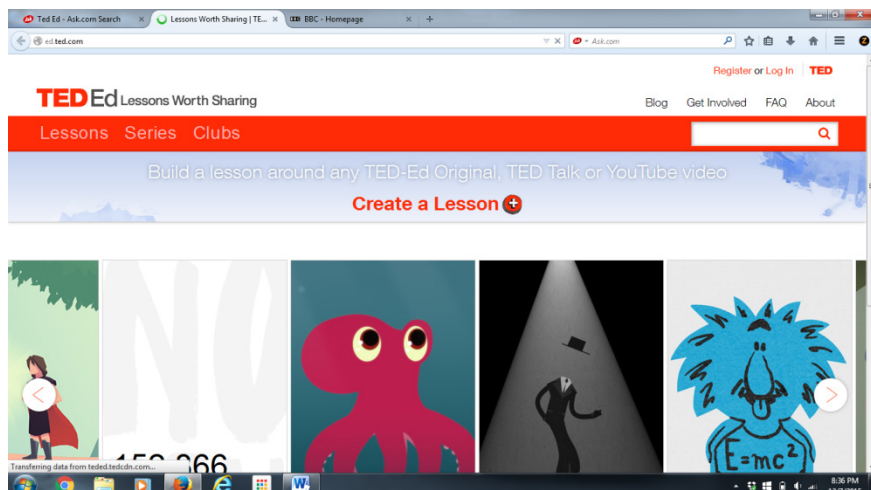 Ted Ed - Ask.com Search
Lessons Worth Sharing | TE...
BBC - Homepage
ed.ted.com
Ask.com
Register or Log In TED
TED Ed Lessons Worth Sharing
Blog Get Involved FAQ About
Lessons Series Clubs
Build a lesson around any TED-Ed Original, TED Talk or YouTube video
Create a Lesson
NO
E=mc2
Transferring data from teded.tedcdn.com...
8:36 PM